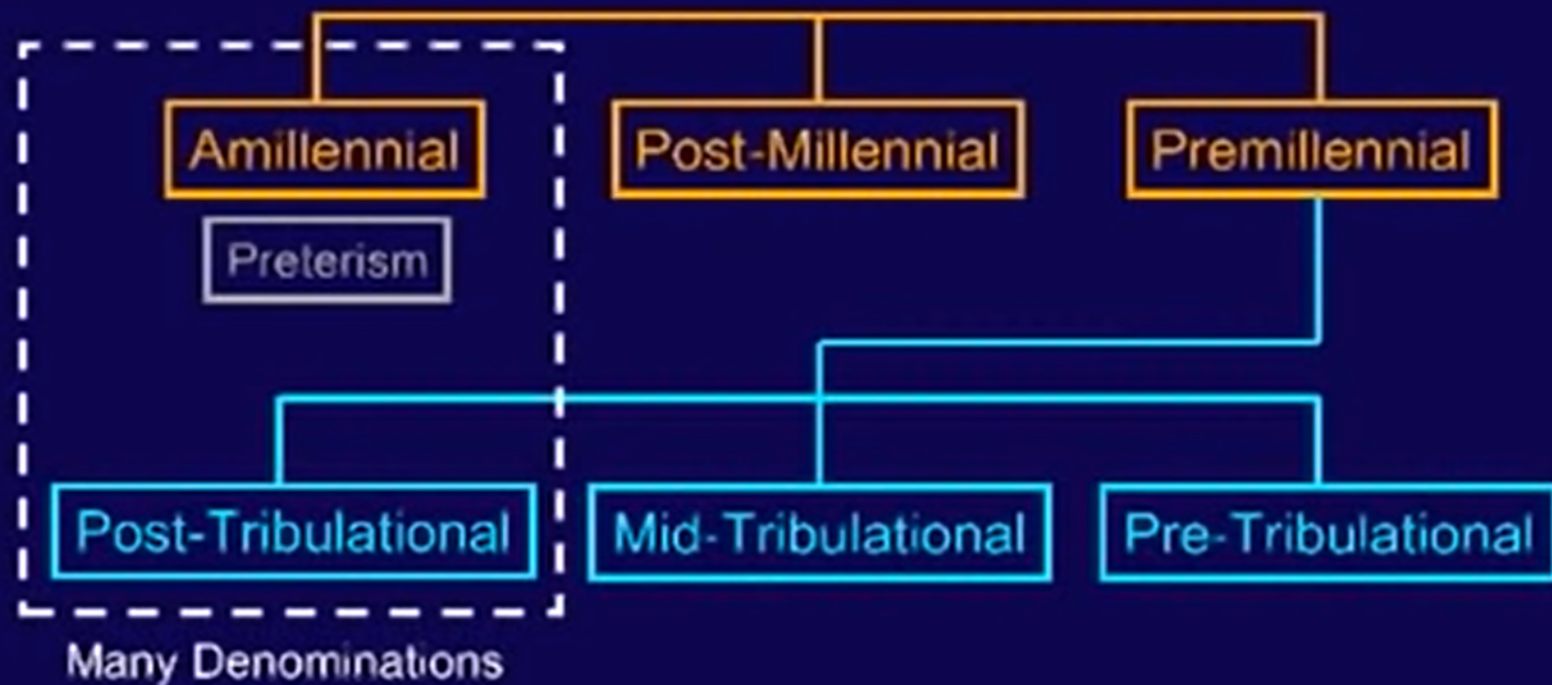 Amillennial
Post-Millennial
Premillennial
Preterism
Post-Tribulational
Mid-Tribulational
Pre-Tribulational
Many Denominations